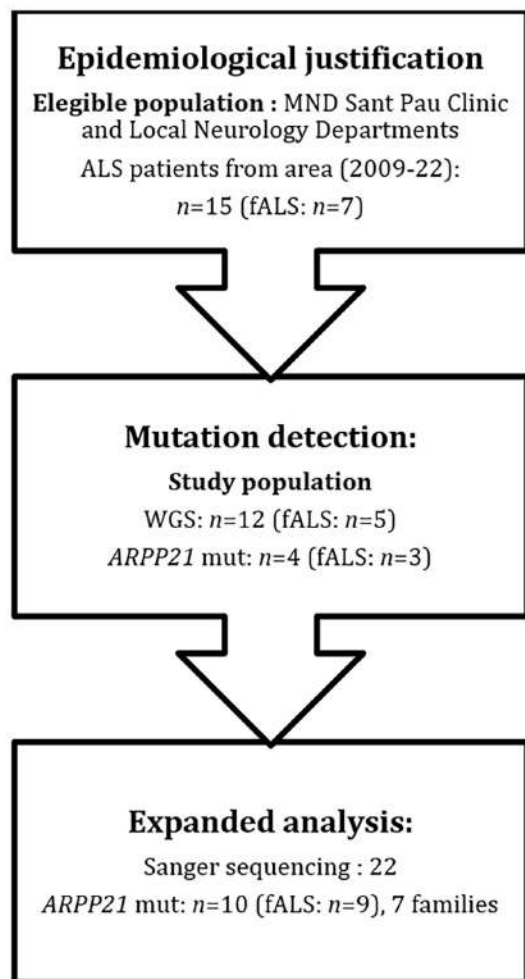 Epidemiological justification
Elegible population : MND Sant Pau Clinic
and Local Neurology Departments
ALS patients from area (2009-22):
n=15 (fALS: n=7)
Mutation detection:
Study population
WGS: n=12 (fALS: n=5)
ARPP21 mut: n=4 (fALS: n=3)
Expanded analysis:
Sanger sequencing : 22
ARPP21 mut: n=10 (fALS: n=9), 7 families